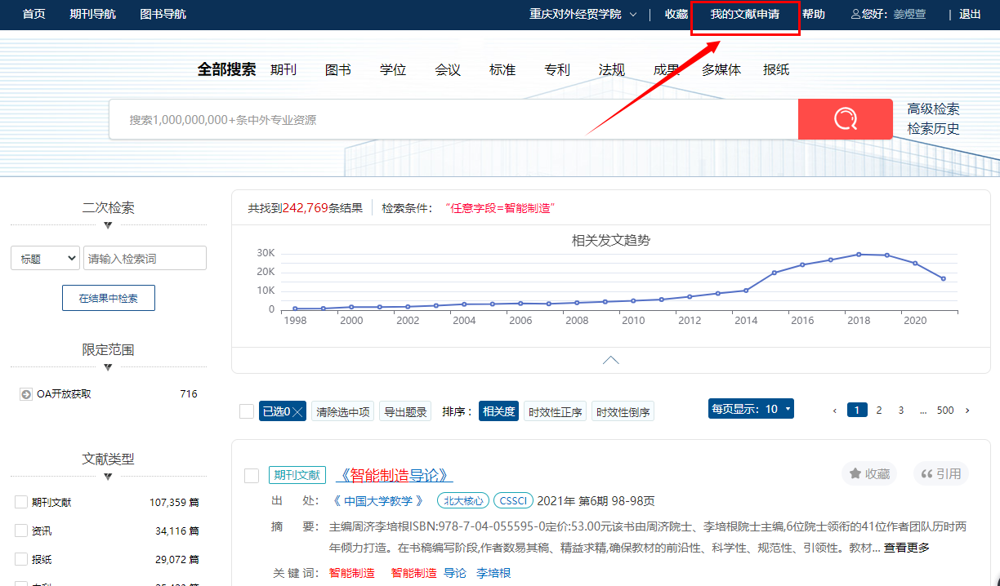 首页 期刊导航 图书导航 重庆对外经贸学院 | 收藏 我的文献申请 帮助 您好: 姜煜萱 | 退出
全部搜索 期刊 图书 学位 会议 标准 专利 法规 成果 多媒体 报纸
搜索1,000,000,000+条中外专业资源
高级检索
检索历史
二次检索
标题 请输入检索词
在结果中检索
限定范围
OA开放获取 716
文献类型
期刊文献 107,359 篇
资讯 34,116 篇
报纸 29,072 篇
共找到242,769条结果 检索条件: “任意字段=智能制造”
相关发文趋势
30K
20K
10K
0
1998 2000 2002 2004 2006 2008 2010 2012 2014 2016 2018 2020
已选0 清除选中项 导出题录 排序: 相关度 时效性正序 时效性倒序 每页显示: 10 ‹ 1 2 3 ... 500 ›
期刊文献 《智能制造导论》 收藏 引用
出 处: 《 中国大学教学 》 北大核心 CSSCI 2021年 第6期 98-98页
摘 要: 主编周济李培根ISBN:978-7-04-055595-0定价:53.00元该书由周济院士、李培根院士主编,6位院士领衔的41位作者团队历时两
年倾力打造。在书稿编写阶段,作者数易其稿、精益求精,确保教材的前沿性、科学性、规范性、引领性。教材... 查看更多
关 键 词: 智能制造 智能制造 导论 李培根